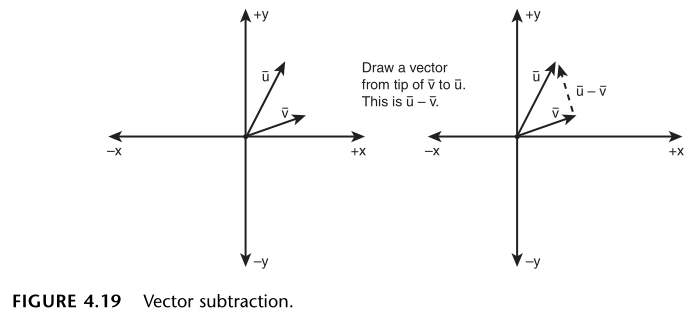 +y
ū
v̄
–x
+x
–y
Draw a vector
from tip of v̄ to ū.
This is ū – v̄.
+y
ū
ū – v̄
v̄
–x
+x
–y
FIGURE 4.19 Vector subtraction.